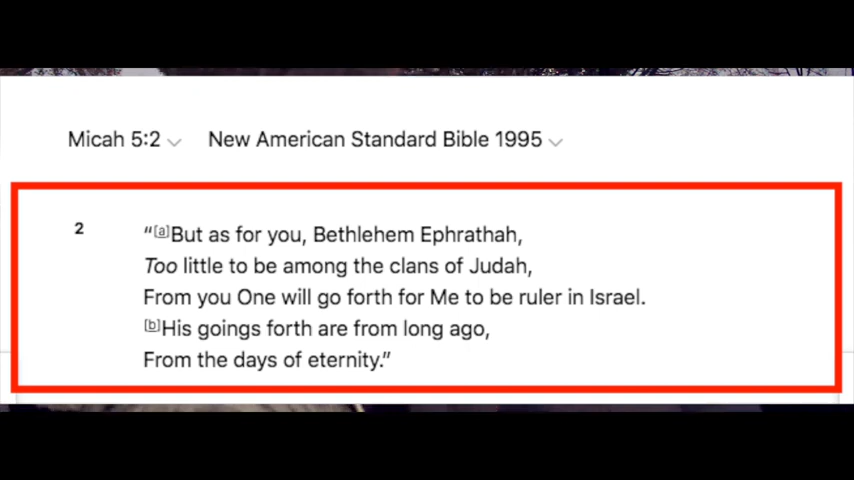 Micah 5:2 New American Standard Bible 1995
2 “[a]But as for you, Bethlehem Ephrathah,
Too little to be among the clans of Judah,
From you One will go forth for Me to be ruler in Israel.
[b]His goings forth are from long ago,
From the days of eternity.”